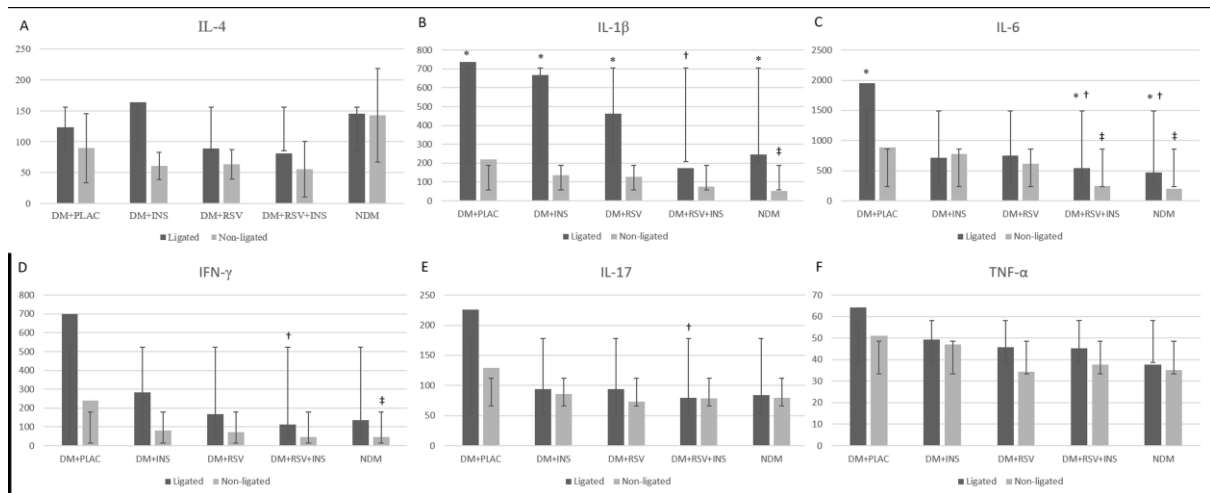 A
IL-4
250
200
150
100
50
0
DM+PLAC DM+INS DM+RSV DM+RSV+INS NDM
Ligated Non-ligated
B
IL-1β
800
700
600
500
400
300
200
100
0
* * * † * ‡
DM+PLAC DM+INS DM+RSV DM+RSV+INS NDM
Ligated Non-ligated
C
IL-6
2500
2000
1500
1000
500
0
* * † ‡ * † ‡
DM+PLAC DM+INS DM+RSV DM+RSV+INS NDM
Ligated Non-ligated
D
IFN-γ
800
700
600
500
400
300
200
100
0
† ‡
DM+PLAC DM+INS DM+RSV DM+RSV+INS NDM
Ligated Non-ligated
E
IL-17
250
200
150
100
50
0
†
DM+PLAC DM+INS DM+RSV DM+RSV+INS NDM
Ligated Non-ligated
F
TNF-α
70
60
50
40
30
20
10
0
DM+PLAC DM+INS DM+RSV DM+RSV+INS NDM
Ligated Non-ligated